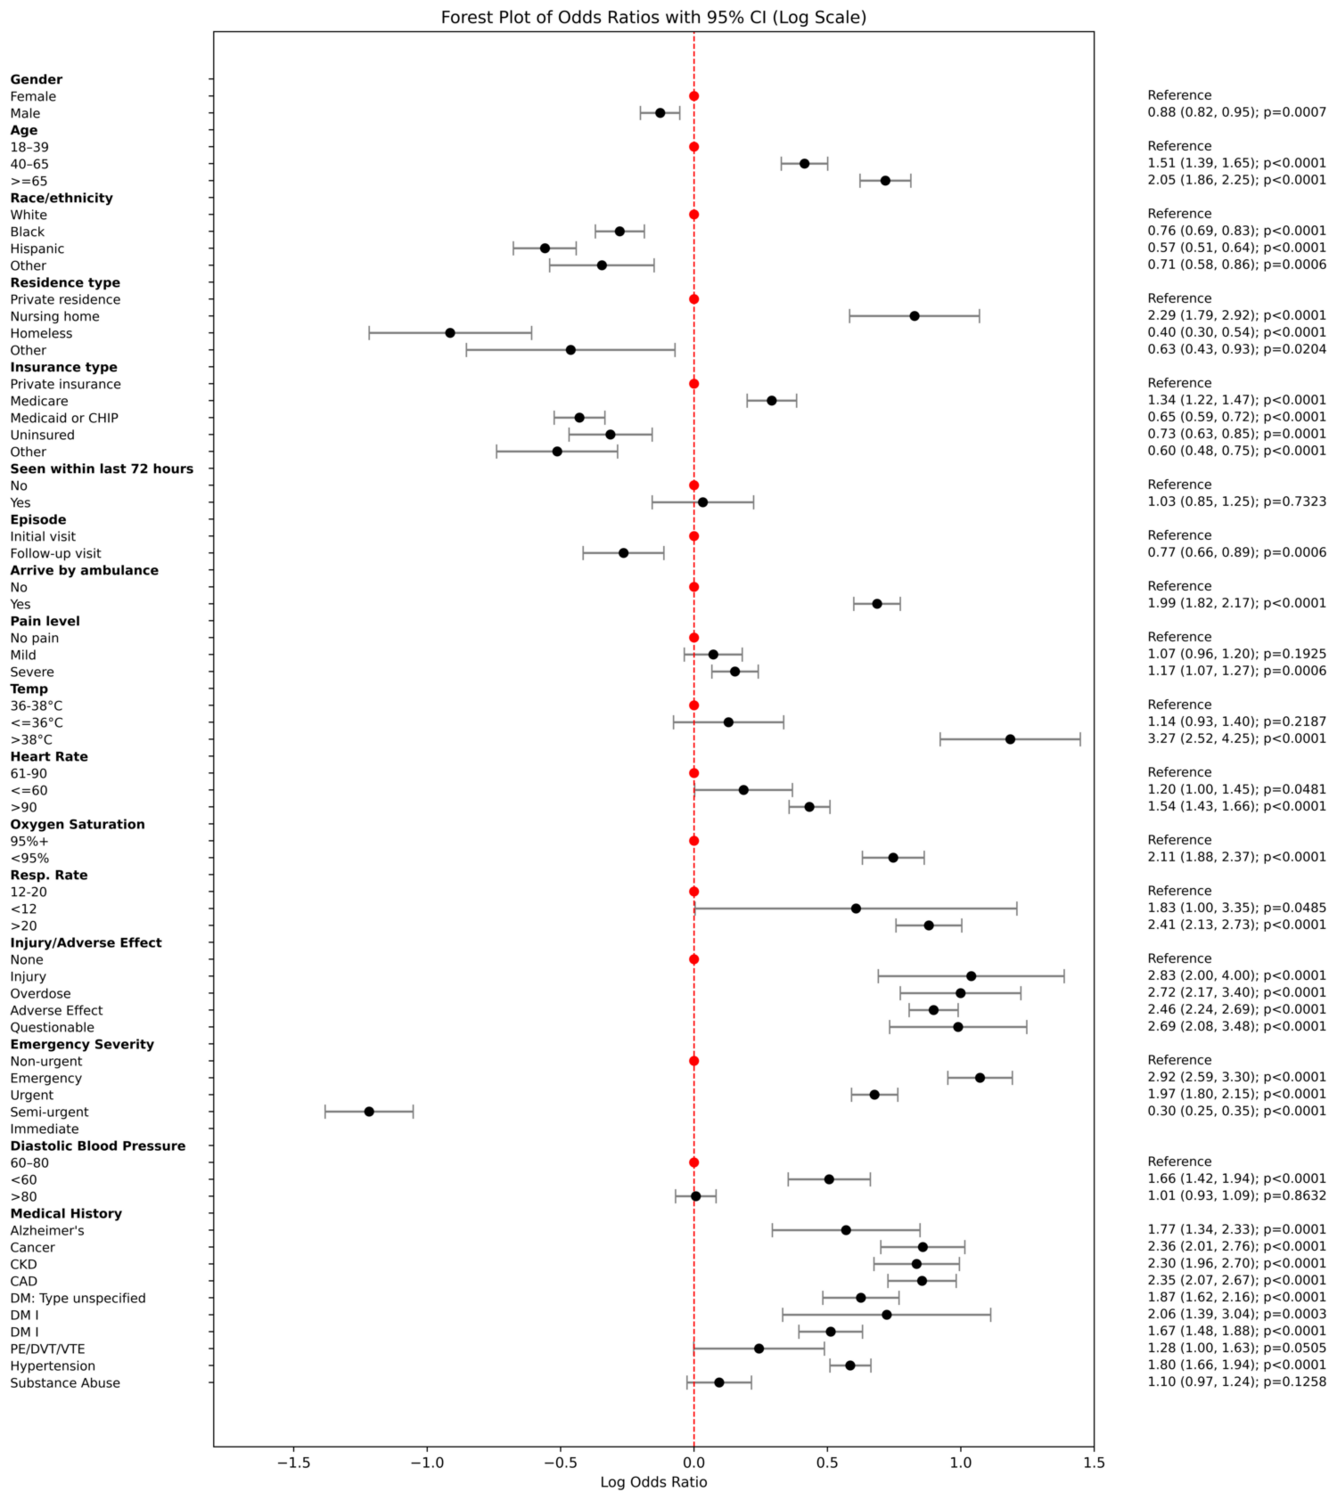 Forest Plot of Odds Ratios with 95% CI (Log Scale)
Gender
Female Reference
Male 0.88 (0.82, 0.95); p=0.0007
Age
18–39 Reference
40–65 1.51 (1.39, 1.65); p<0.0001
>=65 2.05 (1.86, 2.25); p<0.0001
Race/ethnicity
White Reference
Black 0.76 (0.69, 0.83); p<0.0001
Hispanic 0.57 (0.51, 0.64); p<0.0001
Other 0.71 (0.58, 0.86); p=0.0006
Residence type
Private residence Reference
Nursing home 2.29 (1.79, 2.92); p<0.0001
Homeless 0.40 (0.30, 0.54); p<0.0001
Other 0.63 (0.43, 0.93); p=0.0204
Insurance type
Private insurance Reference
Medicare 1.34 (1.22, 1.47); p<0.0001
Medicaid or CHIP 0.65 (0.59, 0.72); p<0.0001
Uninsured 0.73 (0.63, 0.85); p=0.0001
Other 0.60 (0.48, 0.75); p<0.0001
Seen within last 72 hours
No Reference
Yes 1.03 (0.85, 1.25); p=0.7323
Episode
Initial visit Reference
Follow-up visit 0.77 (0.66, 0.89); p=0.0006
Arrive by ambulance
No Reference
Yes 1.99 (1.82, 2.17); p<0.0001
Pain level
No pain Reference
Mild 1.07 (0.96, 1.20); p=0.1925
Severe 1.17 (1.07, 1.27); p=0.0006
Temp
36-38°C Reference
<=36°C 1.14 (0.93, 1.40); p=0.2187
>38°C 3.27 (2.52, 4.25); p<0.0001
Heart Rate
61-90 Reference
<=60 1.20 (1.00, 1.45); p=0.0481
>90 1.54 (1.43, 1.66); p<0.0001
Oxygen Saturation
95%+ Reference
<95% 2.11 (1.88, 2.37); p<0.0001
Resp. Rate
12-20 Reference
<12 1.83 (1.00, 3.35); p=0.0485
>20 2.41 (2.13, 2.73); p<0.0001
Injury/Adverse Effect
None Reference
Injury 2.83 (2.00, 4.00); p<0.0001
Overdose 2.72 (2.17, 3.40); p<0.0001
Adverse Effect 2.46 (2.24, 2.69); p<0.0001
Questionable 2.69 (2.08, 3.48); p<0.0001
Emergency Severity
Non-urgent Reference
Emergency 2.92 (2.59, 3.30); p<0.0001
Urgent 1.97 (1.80, 2.15); p<0.0001
Semi-urgent 0.30 (0.25, 0.35); p<0.0001
Immediate
Diastolic Blood Pressure
60–80 Reference
<60 1.66 (1.42, 1.94); p<0.0001
>80 1.01 (0.93, 1.09); p=0.8632
Medical History
Alzheimer's 1.77 (1.34, 2.33); p=0.0001
Cancer 2.36 (2.01, 2.76); p<0.0001
CKD 2.30 (1.96, 2.70); p<0.0001
CAD 2.35 (2.07, 2.67); p<0.0001
DM: Type unspecified 1.87 (1.62, 2.16); p<0.0001
DM I 2.06 (1.39, 3.04); p=0.0003
DM I 1.67 (1.48, 1.88); p<0.0001
PE/DVT/VTE 1.28 (1.00, 1.63); p=0.0505
Hypertension 1.80 (1.66, 1.94); p<0.0001
Substance Abuse 1.10 (0.97, 1.24); p=0.1258
−1.5 −1.0 −0.5 0.0 0.5 1.0 1.5
Log Odds Ratio